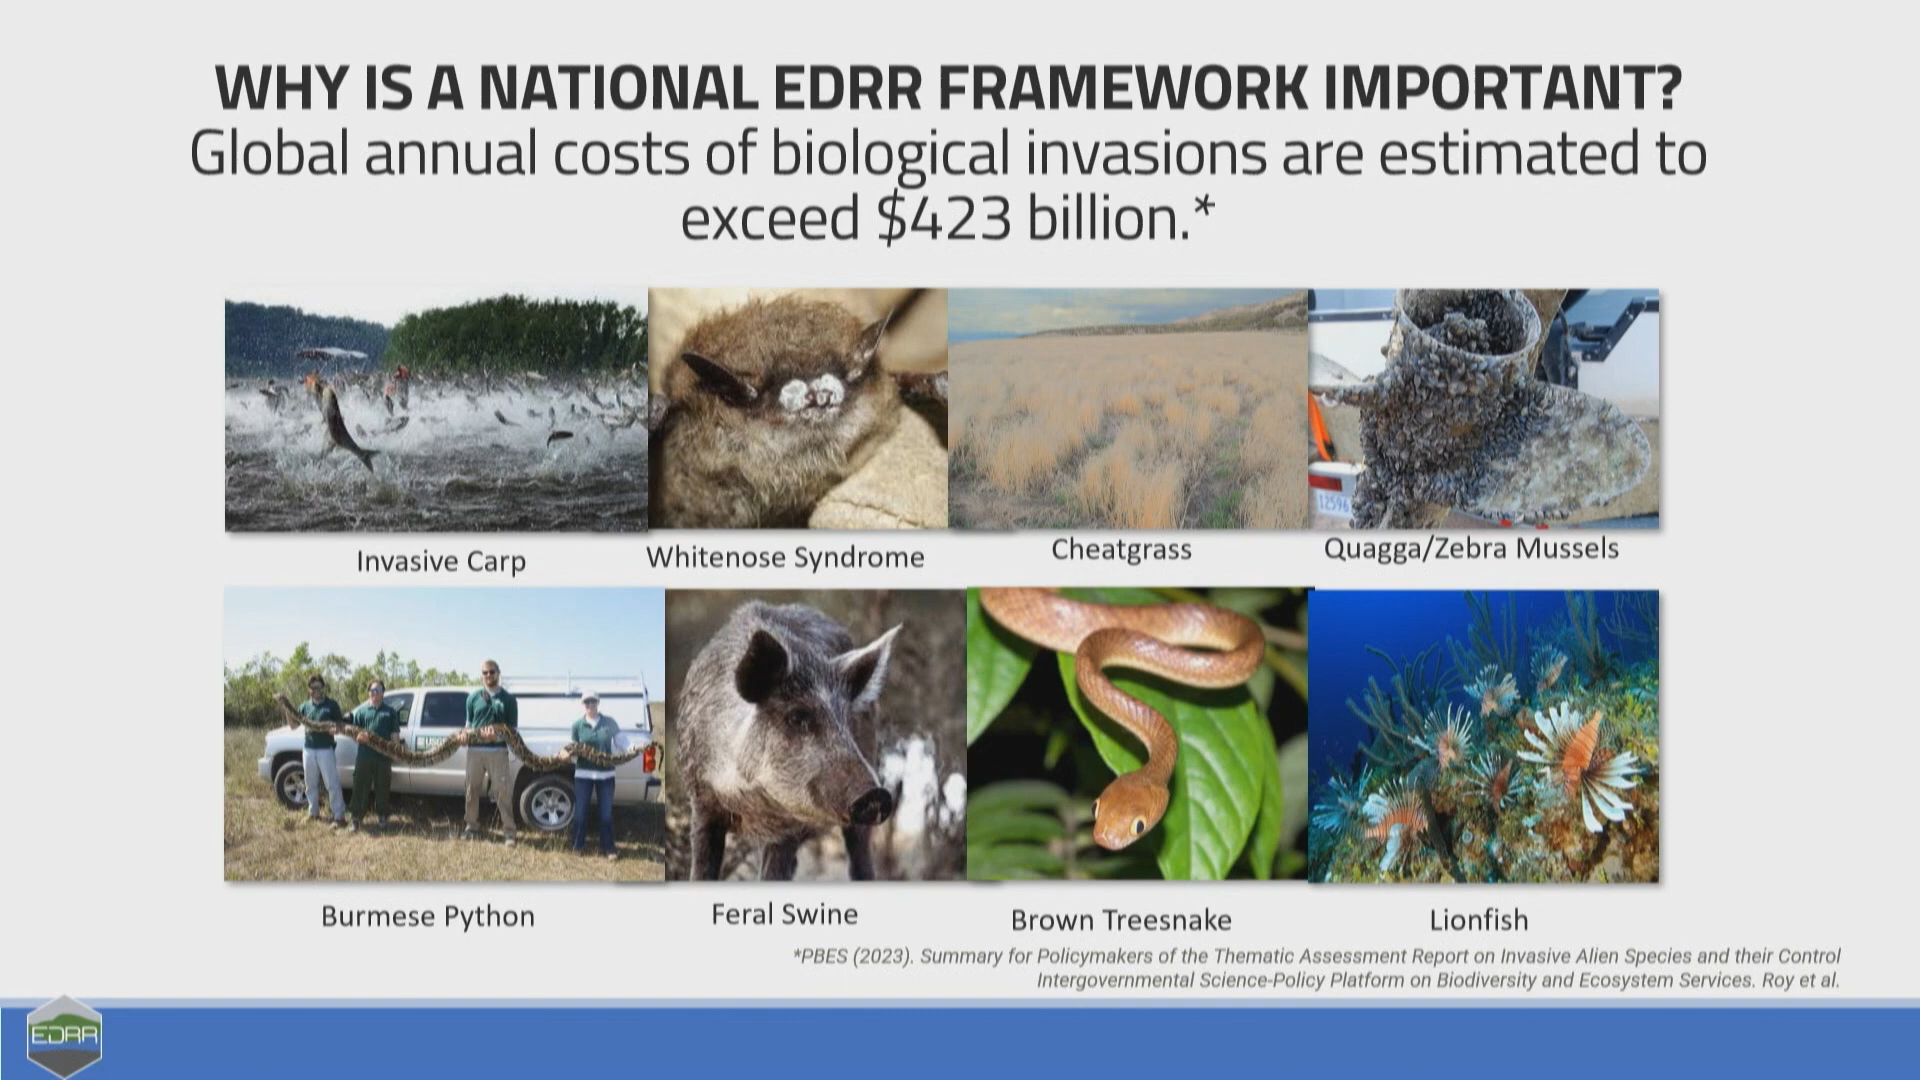 WHY IS A NATIONAL EDRR FRAMEWORK IMPORTANT?
Global annual costs of biological invasions are estimated to
exceed $423 billion.*
12596
Invasive Carp
Whitenose Syndrome
Cheatgrass
Quagga/Zebra Mussels
USGS
Burmese Python
Feral Swine
Brown Treesnake
Lionfish
*PBES (2023). Summary for Policymakers of the Thematic Assessment Report on Invasive Alien Species and their Control
Intergovernmental Science-Policy Platform on Biodiversity and Ecosystem Services. Roy et al.
EDRR